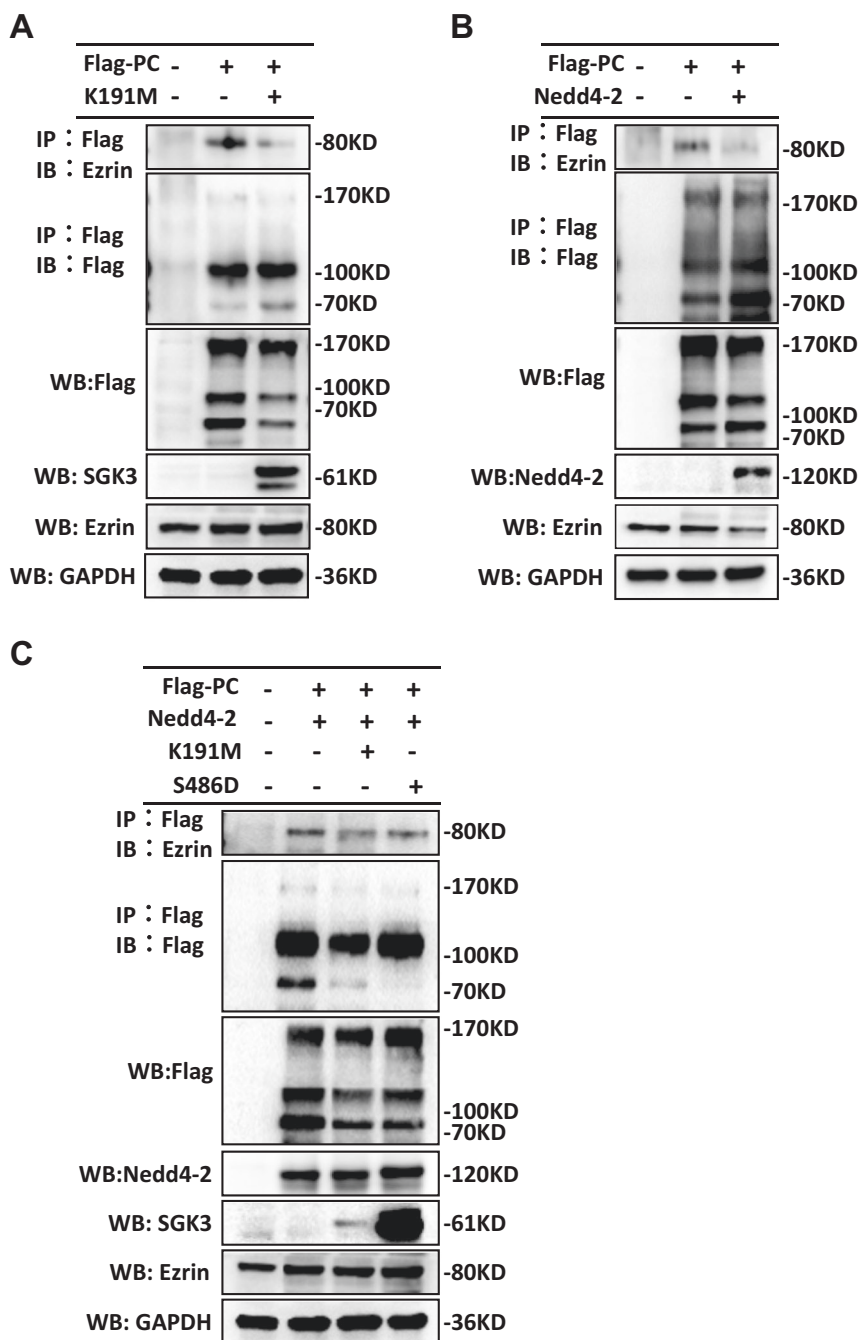 A
Flag-PC - + +
K191M - - +
IP : Flag
IB : Ezrin
-80KD
-170KD
IP : Flag
IB : Flag
-100KD
-70KD
WB:Flag
-170KD
-100KD
-70KD
WB: SGK3 -61KD
WB: Ezrin -80KD
WB: GAPDH -36KD
B
Flag-PC - + +
Nedd4-2 - - +
IP : Flag
IB : Ezrin
-80KD
-170KD
IP : Flag
IB : Flag
-100KD
-70KD
-170KD
WB:Flag
-100KD
-70KD
WB:Nedd4-2 -120KD
WB: Ezrin -80KD
WB: GAPDH -36KD
C
Flag-PC - + + +
Nedd4-2 - + + +
K191M - - + -
S486D - - - +
IP : Flag
IB : Ezrin
-80KD
-170KD
IP : Flag
IB : Flag
-100KD
-70KD
-170KD
WB:Flag
-100KD
-70KD
WB:Nedd4-2 -120KD
WB: SGK3 -61KD
WB: Ezrin -80KD
WB: GAPDH -36KD